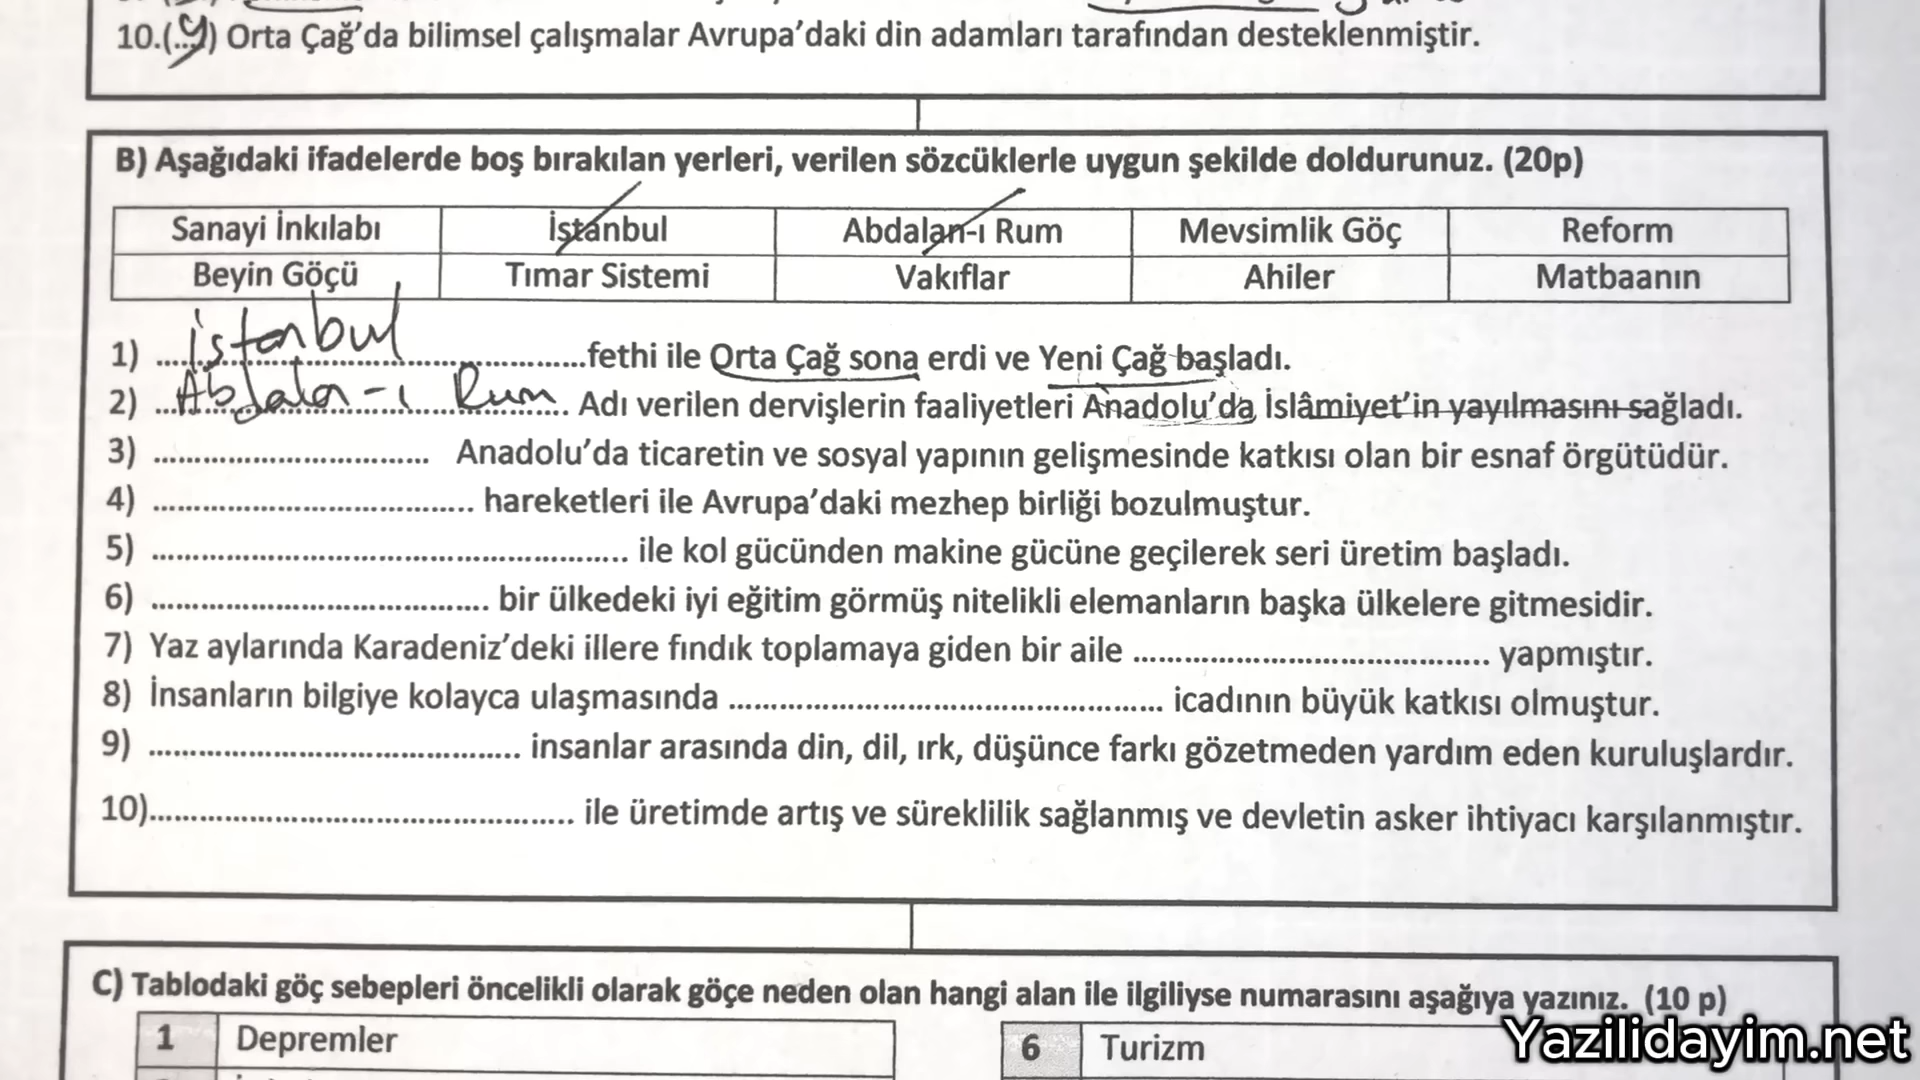 10.(.y) Orta Çağ'da bilimsel çalışmalar Avrupa'daki din adamları tarafından desteklenmiştir.
B) Aşağıdaki ifadelerde boş bırakılan yerleri, verilen sözcüklerle uygun şekilde doldurunuz. (20p)
Sanayi İnkılabı İstanbul Abdalan-ı Rum Mevsimlik Göç Reform
Beyin Göçü Tımar Sistemi Vakıflar Ahiler Matbaanın
1) istanbul fethi ile Orta Çağ sona erdi ve Yeni Çağ başladı.
2) Abdalan-ı Rum Adı verilen dervişlerin faaliyetleri Anadolu'da İslâmiyet'in yayılmasını sağladı.
3) .............................. Anadolu'da ticaretin ve sosyal yapının gelişmesinde katkısı olan bir esnaf örgütüdür.
4) .................................. hareketleri ile Avrupa'daki mezhep birliği bozulmuştur.
5) .................................................. ile kol gücünden makine gücüne geçilerek seri üretim başladı.
6) .................................... bir ülkedeki iyi eğitim görmüş nitelikli elemanların başka ülkelere gitmesidir.
7) Yaz aylarında Karadeniz'deki illere fındık toplamaya giden bir aile ...................................... yapmıştır.
8) İnsanların bilgiye kolayca ulaşmasında .............................................. icadının büyük katkısı olmuştur.
9) ....................................... insanlar arasında din, dil, ırk, düşünce farkı gözetmeden yardım eden kuruluşlardır.
10)............................................. ile üretimde artış ve süreklilik sağlanmış ve devletin asker ihtiyacı karşılanmıştır.
C) Tablodaki göç sebepleri öncelikli olarak göçe neden olan hangi alan ile ilgiliyse numarasını aşağıya yazınız. (10 p)
1 Depremler 6 Turizm
Yazilidayim.net